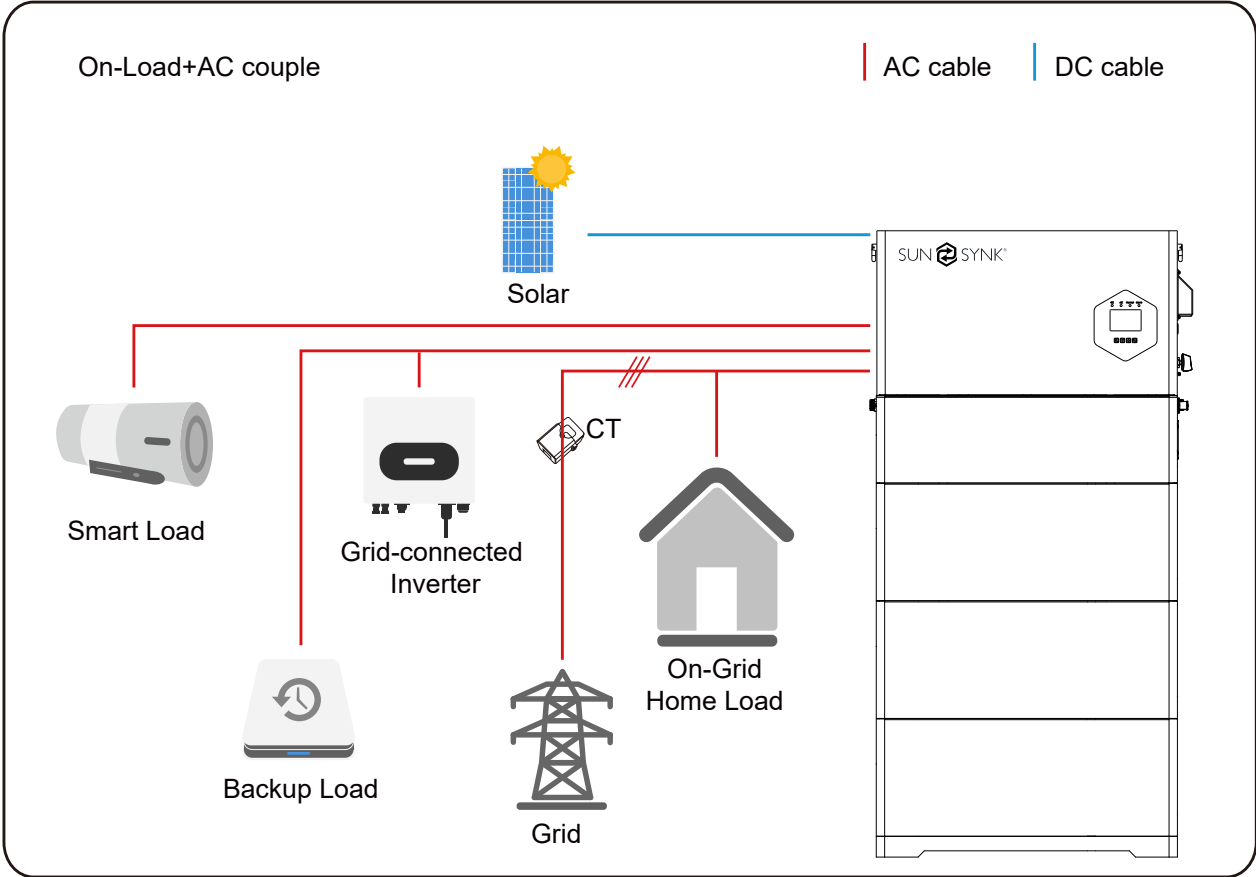 On-Load+AC couple
AC cable
DC cable
SUN SYNK®
Solar
CT
Smart Load
Grid-connected
Inverter
On-Grid
Home Load
Backup Load
Grid